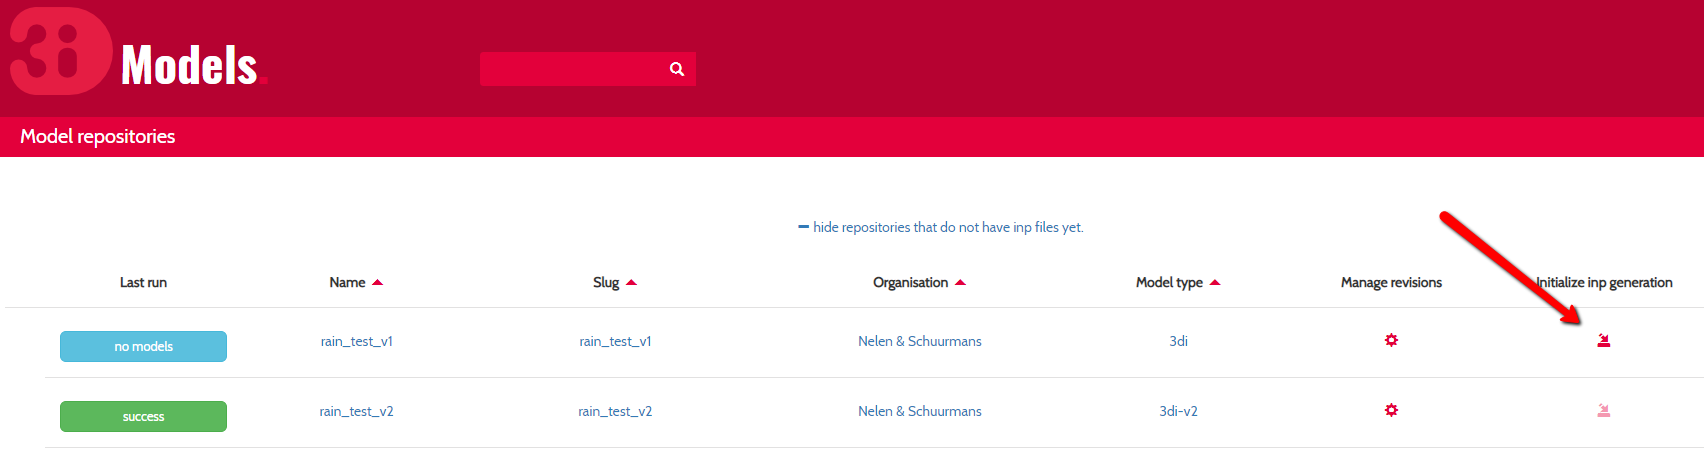 3i Models.
Model repositories
hide repositories that do not have inp files yet.
Last run Name Slug Organisation Model type Manage revisions Initialize inp generation
no models rain_test_v1 rain_test_v1 Nelen & Schuurmans 3di
success rain_test_v2 rain_test_v2 Nelen & Schuurmans 3di-v2